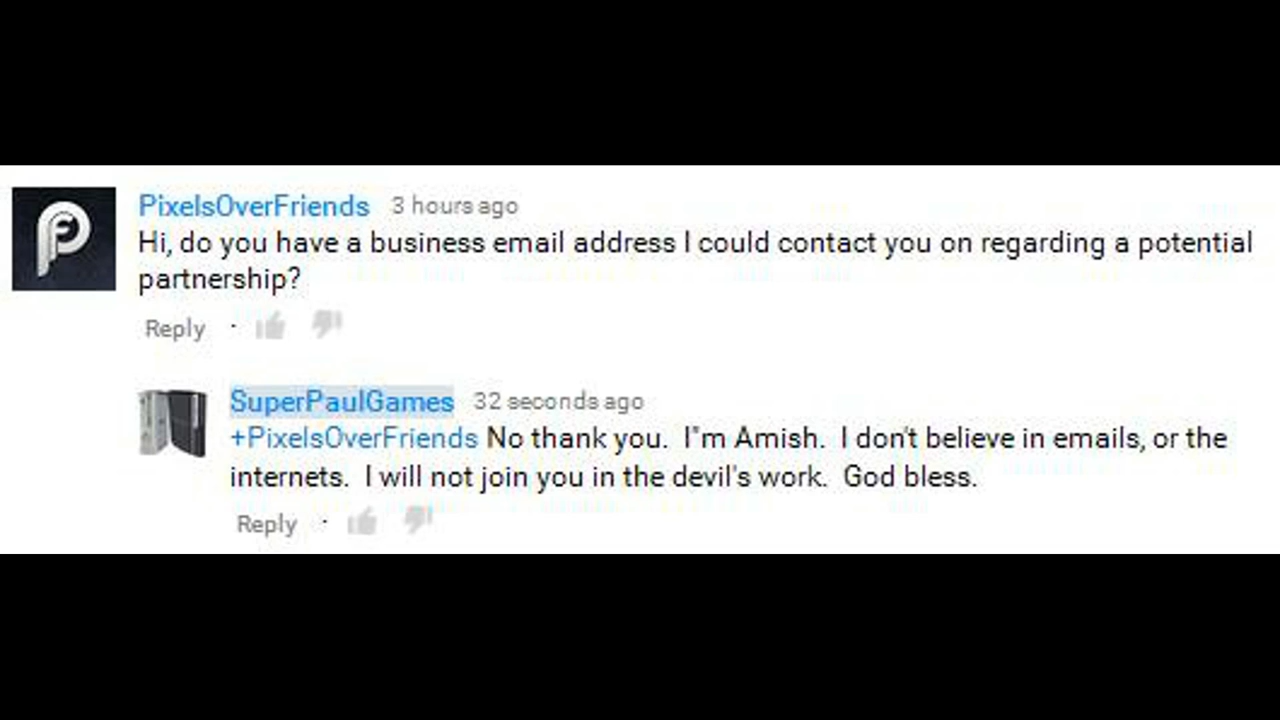 PixelsOverFriends 3 hours ago
Hi, do you have a business email address I could contact you on regarding a potential
partnership?
Reply ·
SuperPaulGames 32 seconds ago
+PixelsOverFriends No thank you.  I"m Amish.  I don't believe in emails, or the
internets.  I will not join you in the devil's work.  God bless.
Reply ·